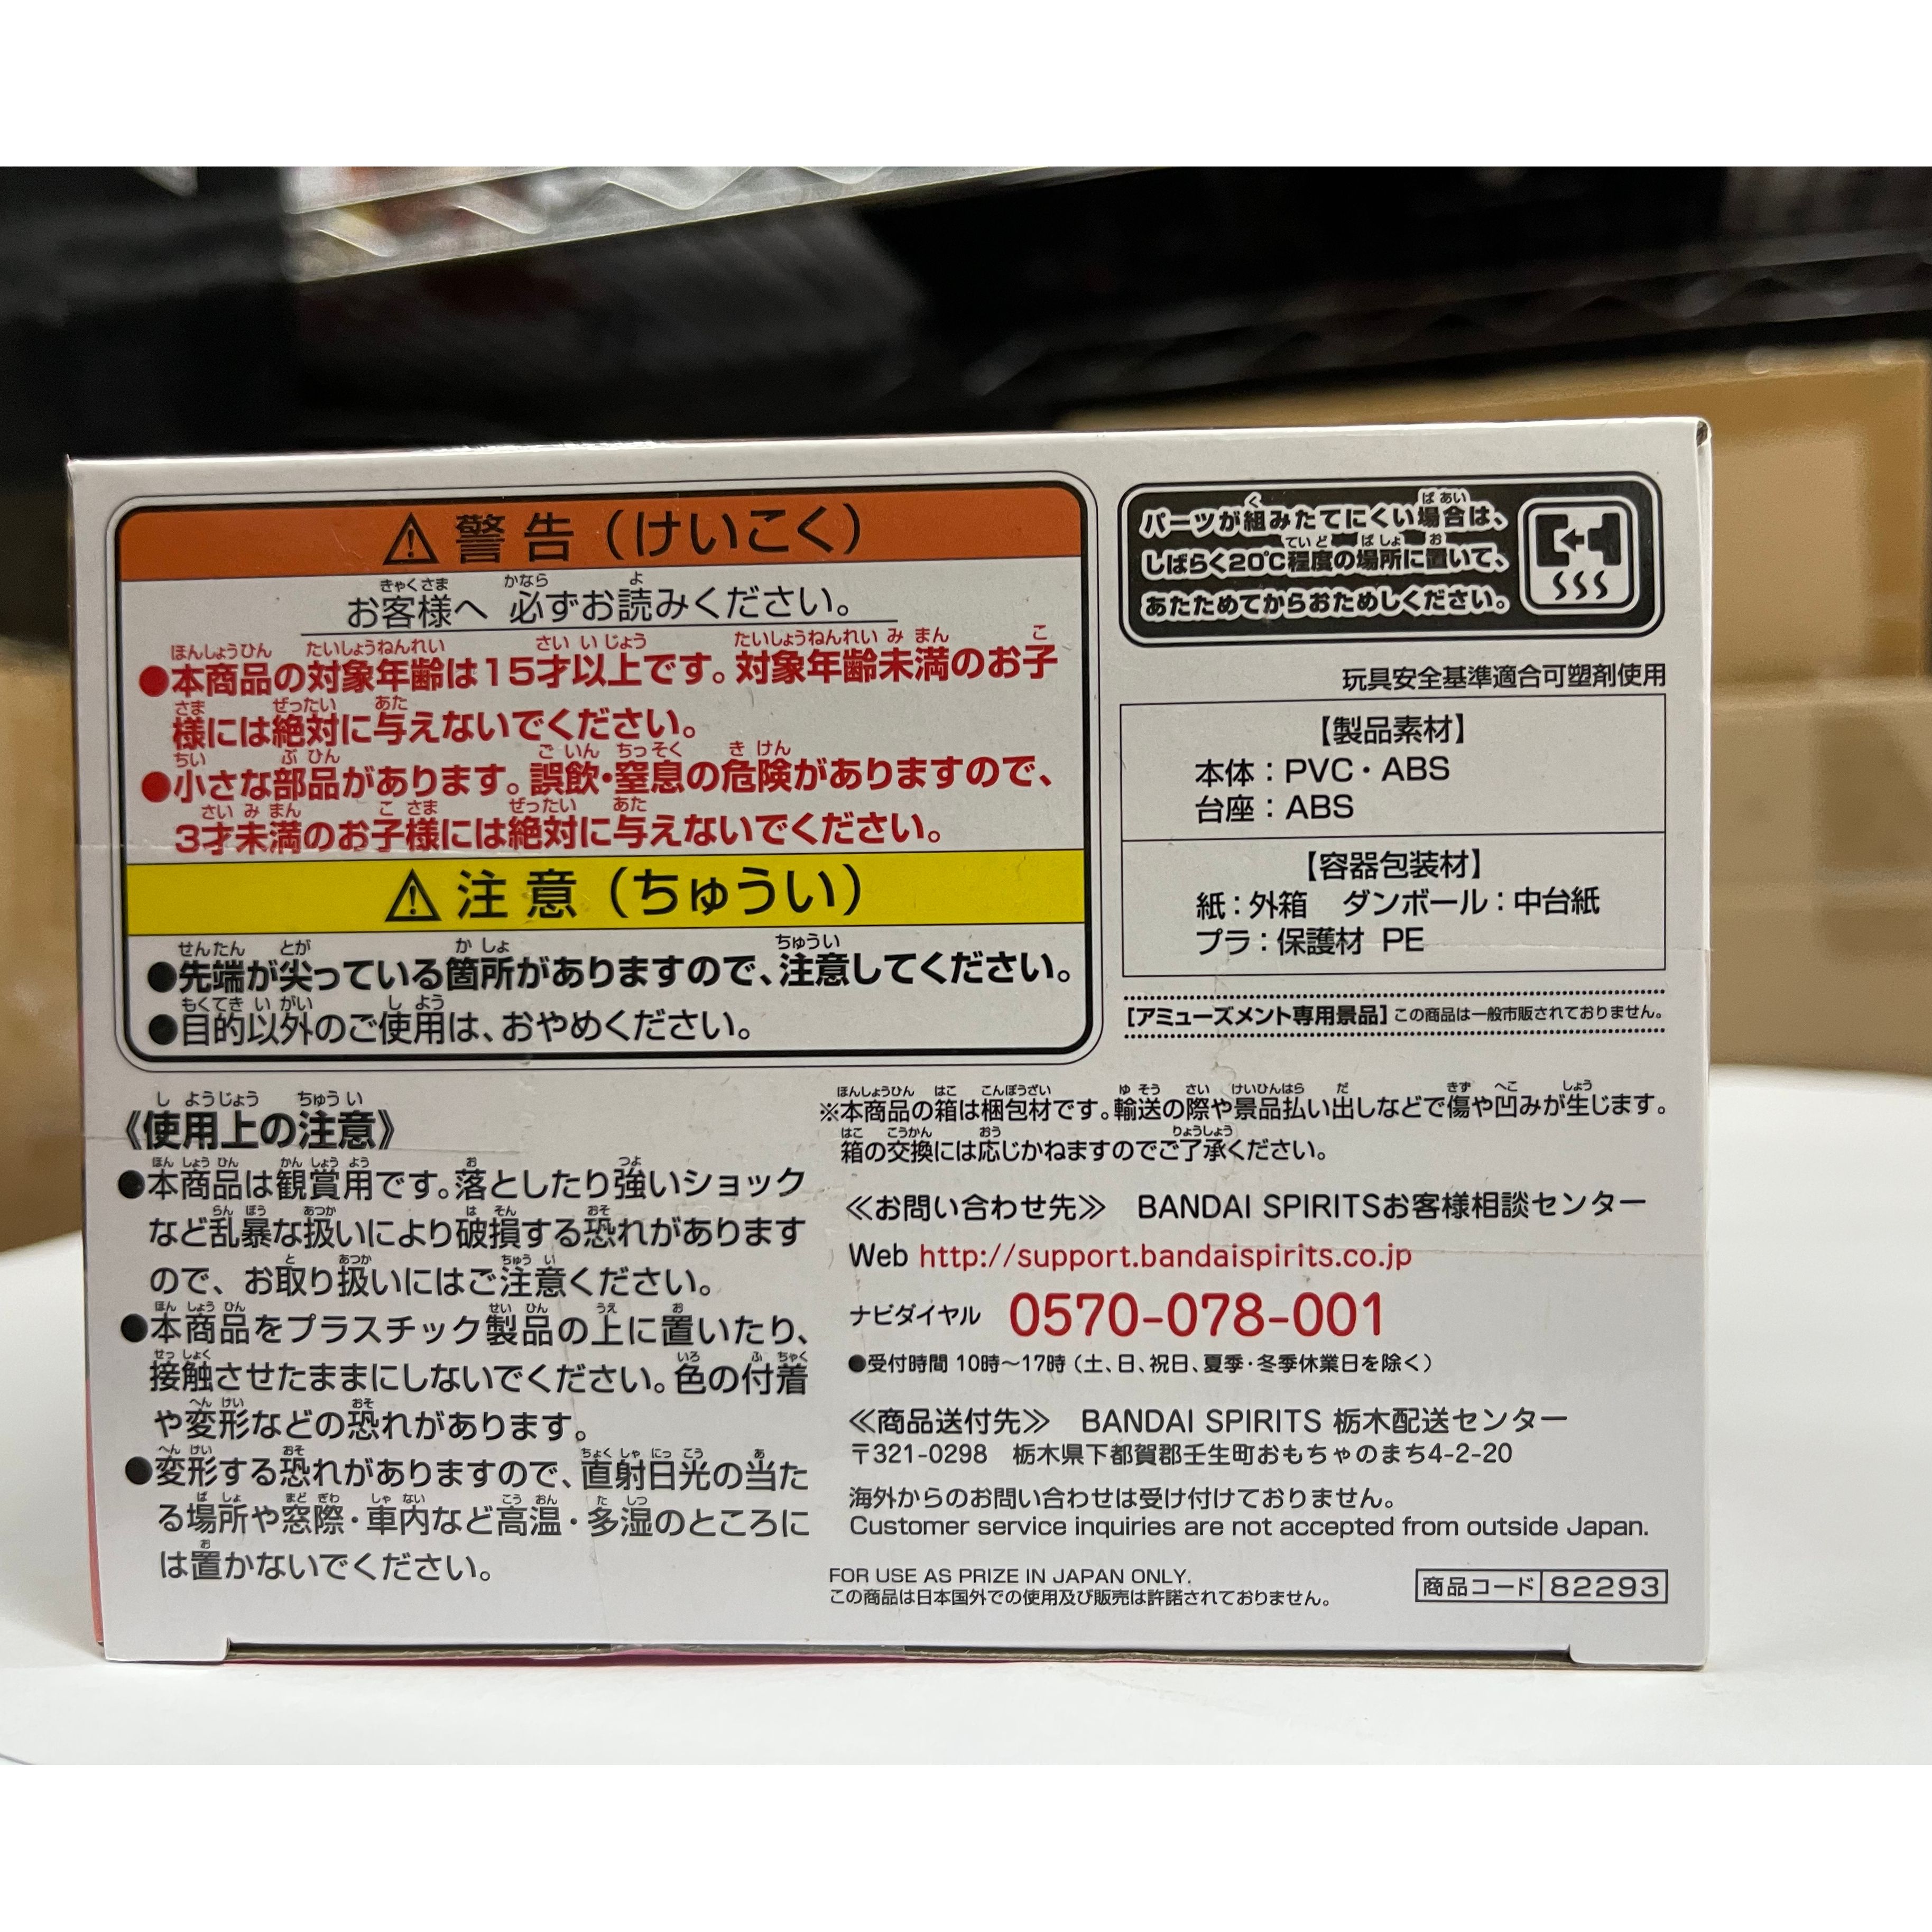 ⚠警告（けいこく）
お客様へ 必ずお読みください。
●本商品の対象年齢は15才以上です。対象年齢未満のお子
様には絶対に与えないでください。
●小さな部品があります。誤飲・窒息の危険がありますので、
3才未満のお子様には絶対に与えないでください。
⚠注意（ちゅうい）
●先端が尖っている箇所がありますので、注意してください。
●目的以外のご使用は、おやめください。
パーツが組みたてにくい場合は、
しばらく20℃程度の場所に置いて、
あたためてからおためしください。
玩具安全基準適合可塑剤使用
【製品素材】
本体：PVC・ABS
台座：ABS
【容器包装材】
紙：外箱　ダンボール：中台紙
プラ：保護材 PE
[アミューズメント専用景品] この商品は一般市販されておりません。
《使用上の注意》
●本商品は観賞用です。落としたり強いショック
など乱暴な扱いにより破損する恐れがあります
ので、お取り扱いにはご注意ください。
●本商品をプラスチック製品の上に置いたり、
接触させたままにしないでください。色の付着
や変形などの恐れがあります。
●変形する恐れがありますので、直射日光の当た
る場所や窓際・車内など高温・多湿のところに
は置かないでください。
※本商品の箱は梱包材です。輸送の際や景品払い出しなどで傷や凹みが生じます。
箱の交換には応じかねますのでご了承ください。
≪お問い合わせ先≫　BANDAI SPIRITSお客様相談センター
Web http://support.bandaispirits.co.jp
ナビダイヤル 0570-078-001
●受付時間 10時〜17時（土、日、祝日、夏季・冬季休業日を除く）
≪商品送付先≫　BANDAI SPIRITS 栃木配送センター
〒321-0298　栃木県下都賀郡壬生町おもちゃのまち4-2-20
海外からのお問い合わせは受け付けておりません。
Customer service inquiries are not accepted from outside Japan.
FOR USE AS PRIZE IN JAPAN ONLY.
この商品は日本国外での使用及び販売は許諾されておりません。
商品コード 82293